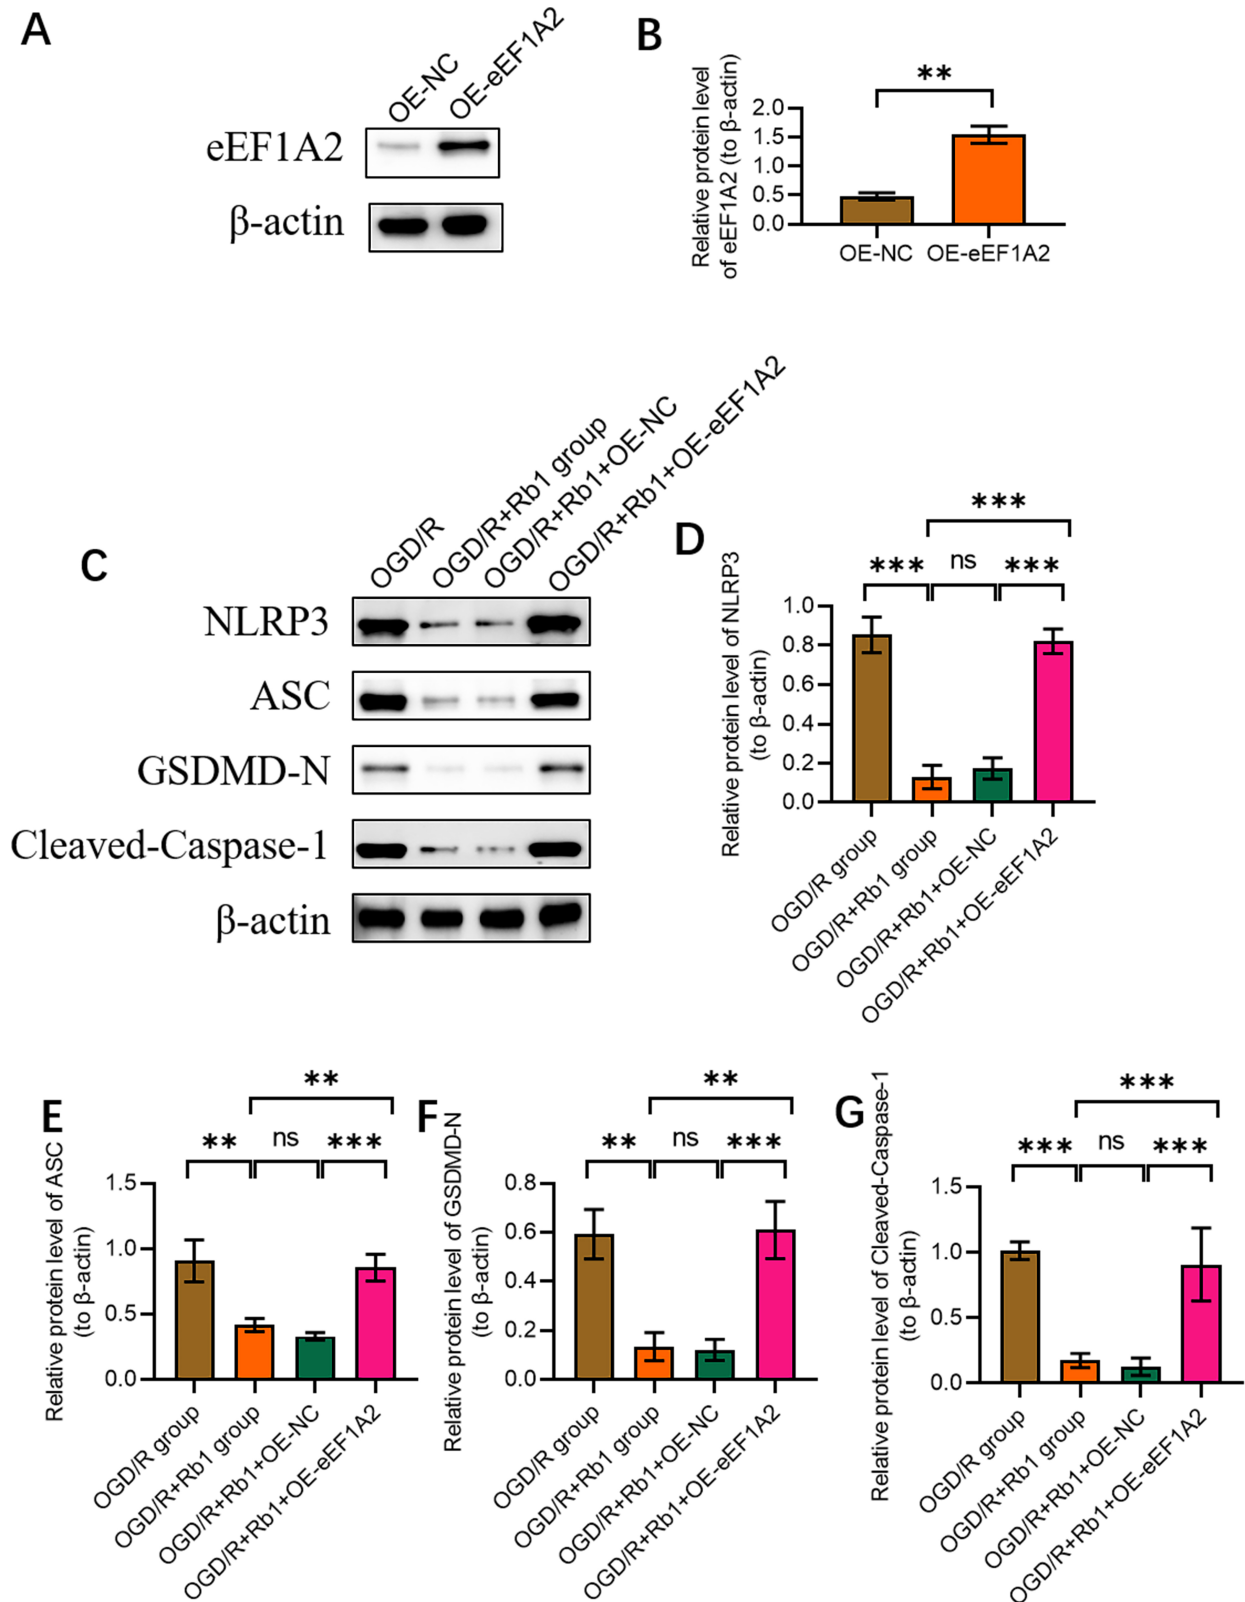 A
OE-NC
OE-eEF1A2
eEF1A2
β-actin
B
Relative protein level
of eEF1A2 (to β-actin)
**
2.0
1.5
1.0
0.5
0.0
OE-NC
OE-eEF1A2
C
OGD/R
OGD/R+Rb1 group
OGD/R+Rb1+OE-NC
OGD/R+Rb1+OE-eEF1A2
NLRP3
ASC
GSDMD-N
Cleaved-Caspase-1
β-actin
D
Relative protein level of NLRP3
(to β-actin)
***
*** ns ***
1.0
0.8
0.6
0.4
0.2
0.0
OGD/R group
OGD/R+Rb1 group
OGD/R+Rb1+OE-NC
OGD/R+Rb1+OE-eEF1A2
E
Relative protein level of ASC
(to β-actin)
**
** ns ***
1.5
1.0
0.5
0.0
OGD/R group
OGD/R+Rb1 group
OGD/R+Rb1+OE-NC
OGD/R+Rb1+OE-eEF1A2
F
Relative protein level of GSDMD-N
(to β-actin)
**
** ns ***
0.8
0.6
0.4
0.2
0.0
OGD/R group
OGD/R+Rb1 group
OGD/R+Rb1+OE-NC
OGD/R+Rb1+OE-eEF1A2
G
Relative protein level of Cleaved-Caspase-1
(to β-actin)
***
*** ns ***
1.5
1.0
0.5
0.0
OGD/R group
OGD/R+Rb1 group
OGD/R+Rb1+OE-NC
OGD/R+Rb1+OE-eEF1A2